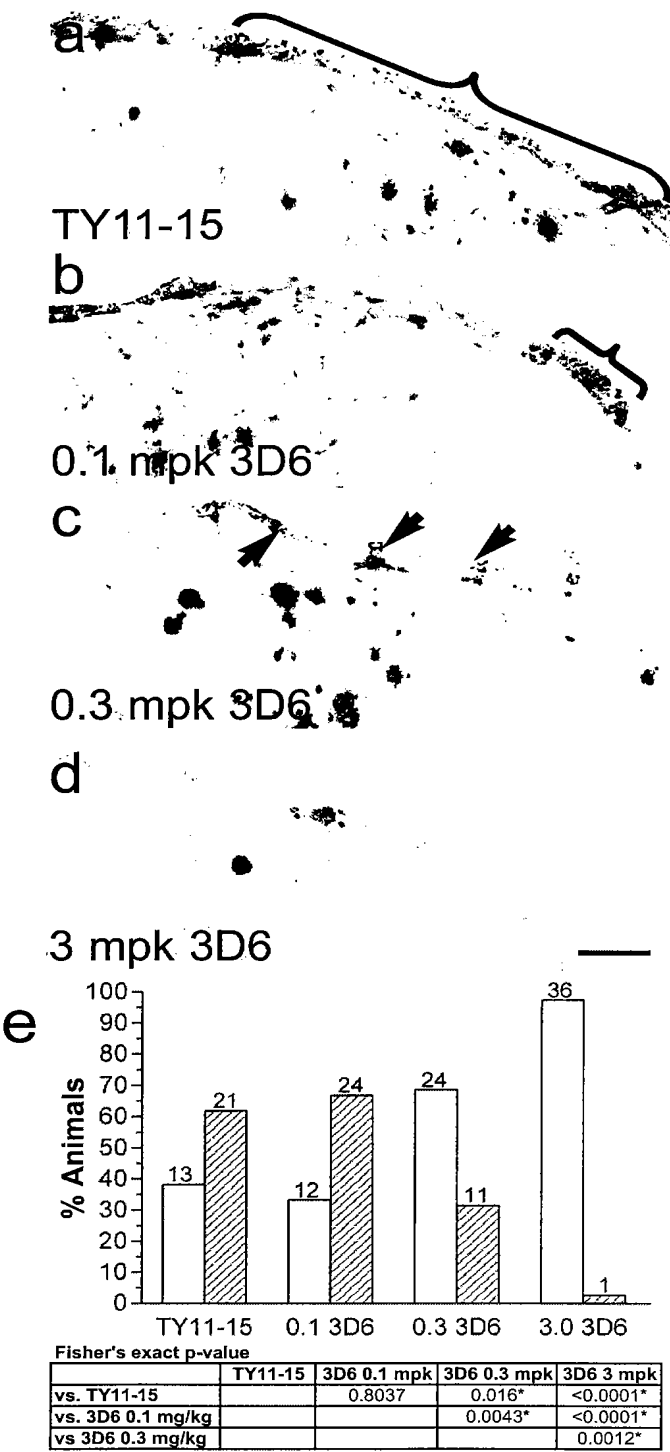 a
TY11-15
b
0.1 mpk 3D6
c
0.3 mpk 3D6
d
3 mpk 3D6
e
% Animals
100
90
80
70
60
50
40
30
20
10
0
13 21 12 24 24 11 36 1
TY11-15 0.1 3D6 0.3 3D6 3.0 3D6
Fisher's exact p-value
TY11-15 3D6 0.1 mpk 3D6 0.3 mpk 3D6 3 mpk
vs. TY11-15 0.8037 0.016* <0.0001*
vs. 3D6 0.1 mg/kg 0.0043* <0.0001*
vs 3D6 0.3 mg/kg 0.0012*